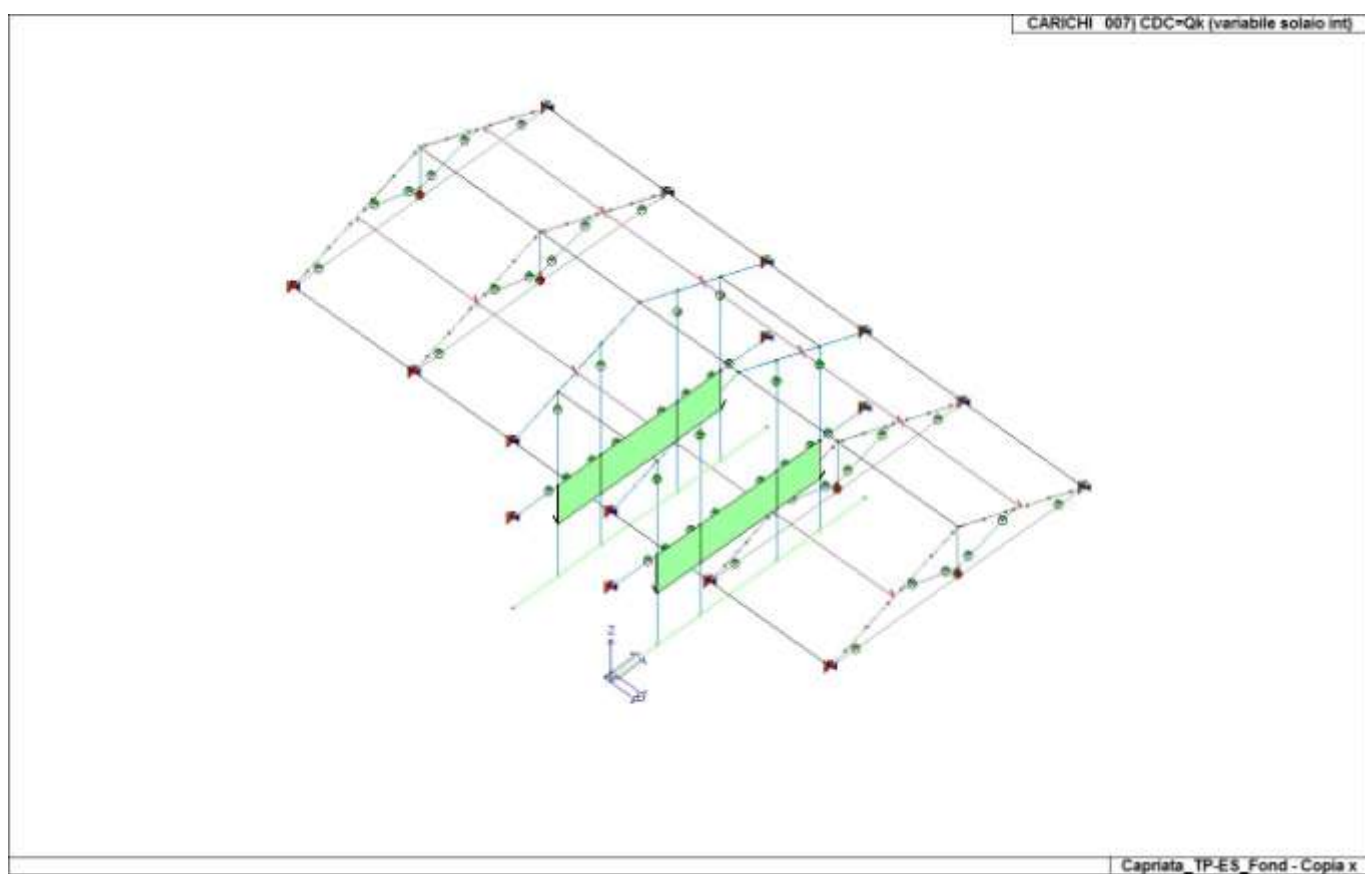 CARICHI 007) CDC=Qk (variabile solaio int)
Capriata_TP-ES_Fond - Copia x